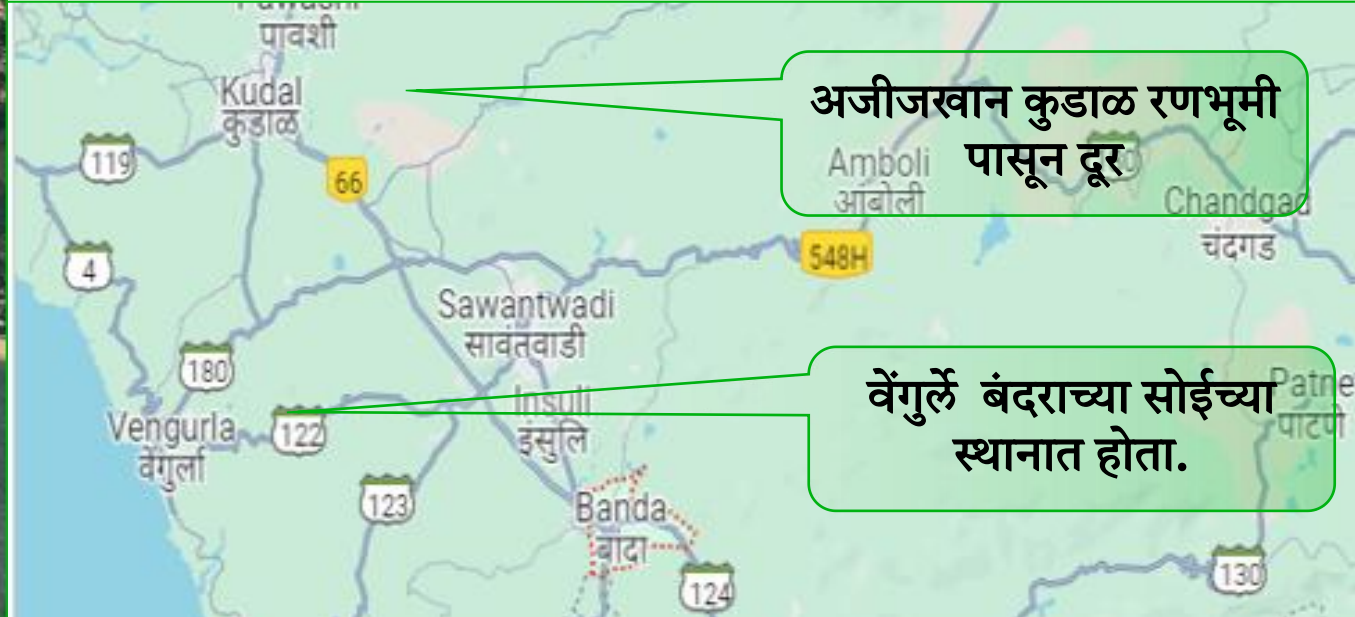 पावशी
Kudal
कुडाळ
119
66
अजीजखान कुडाळ रणभूमी
पासून दूर
Amboli
आंबोली
Chandgad
चंदगड
4
548H
Sawantwadi
सावंतवाडी
180
Insuli
इंसुलि
Vengurla
वेंगुर्ला
122
वेंगुर्ले बंदराच्या सोईच्या
स्थानात होता.
Patne
पाटणे
123
Banda
बांदा
124
130